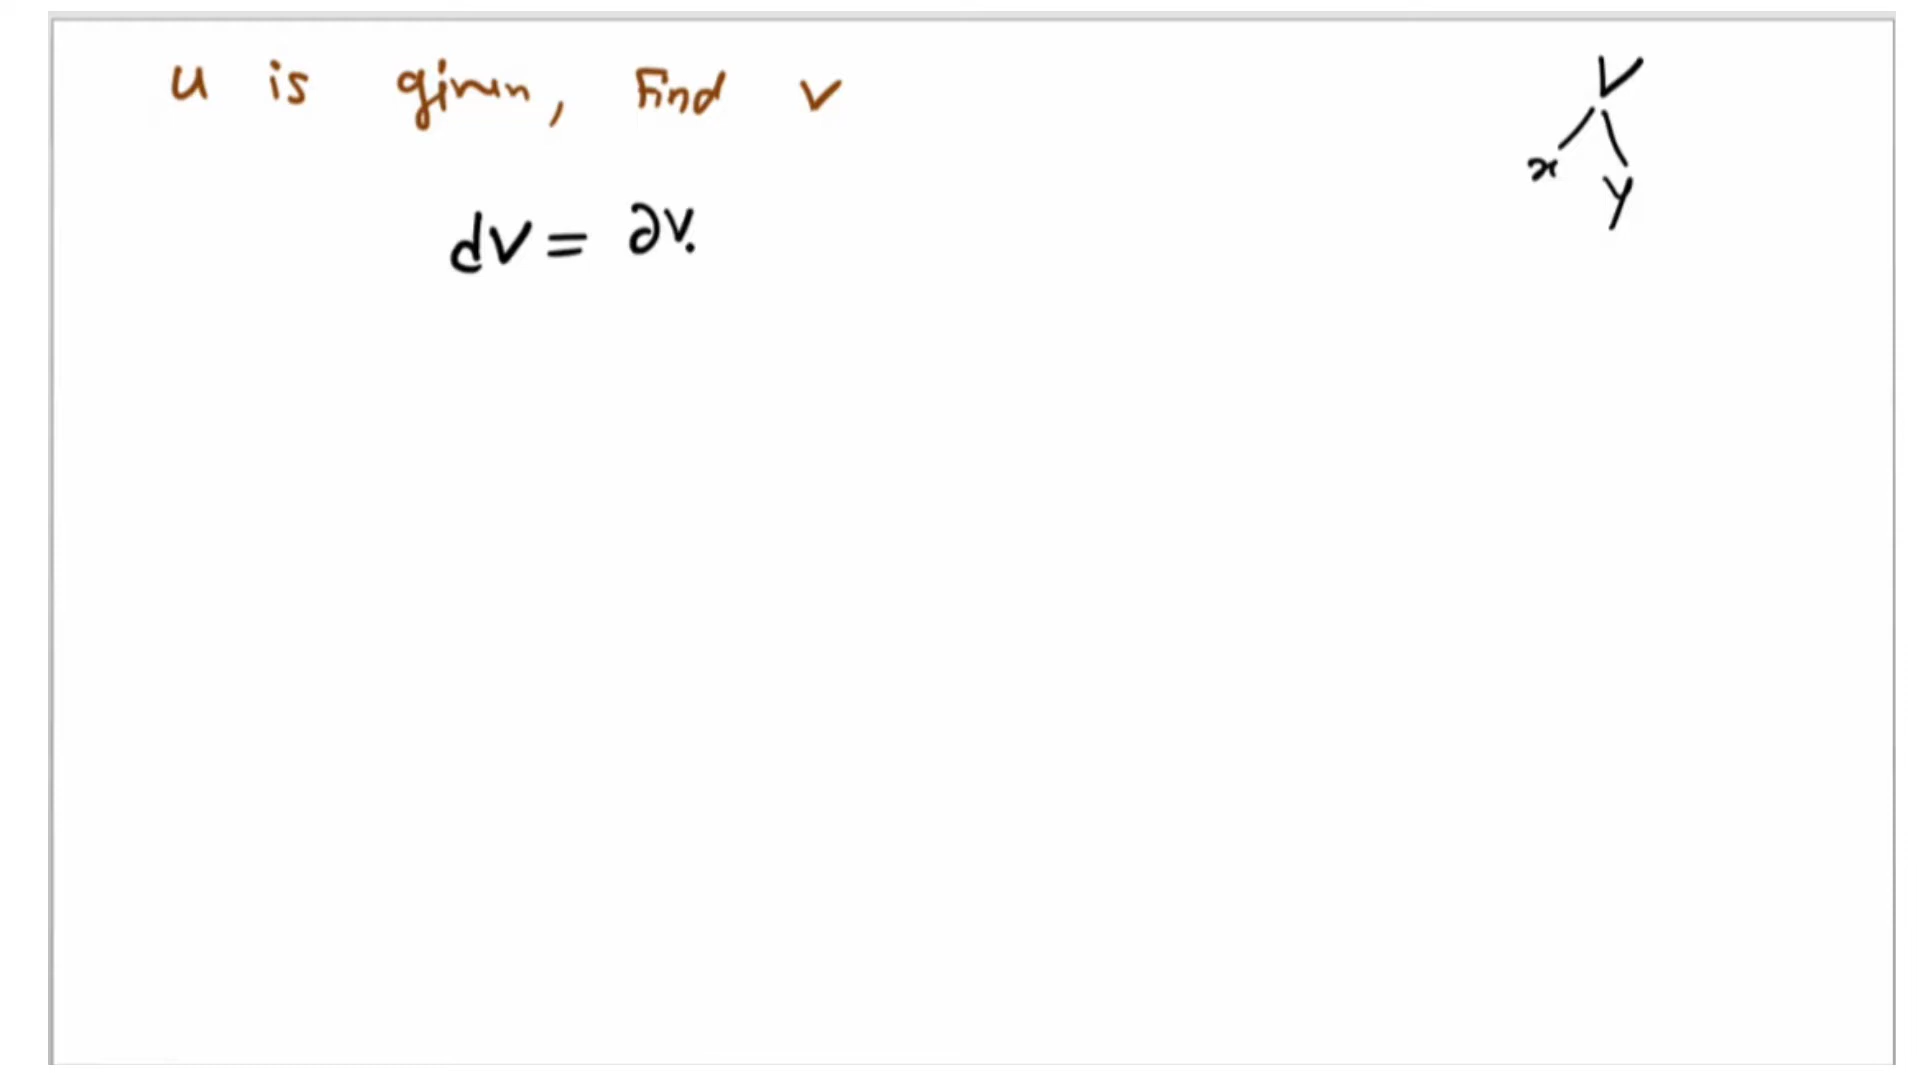 u is given, Find v
V
x
y
dv = ∂v